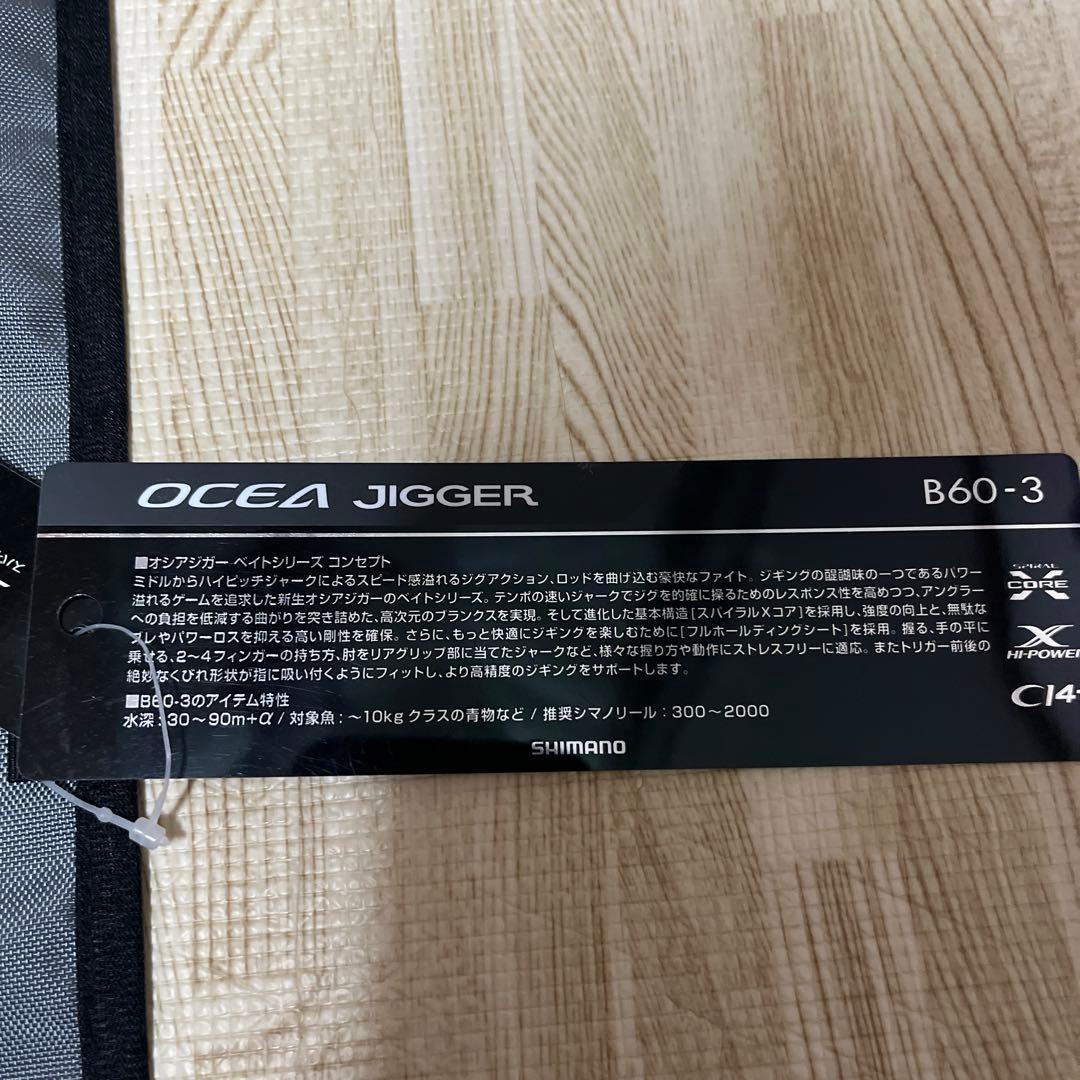 OCEA JIGGER
B60-3
■オシアジガー ベイトシリーズ コンセプト
ミドルからハイピッチジャークによるスピード感溢れるジグアクション、ロッドを曲げ込む豪快なファイト。ジギングの醍醐味の一つであるパワー
溢れるゲームを追求した新生オシアジガーのベイトシリーズ。テンポの速いジャークでジグを的確に操るためのレスポンス性を高めつつ、アングラー
への負担を低減する曲がりを突き詰めた、高次元のブランクスを実現。そして進化した基本構造[スパイラルXコア]を採用し、強度の向上と、無駄な
ブレやパワーロスを抑える高い剛性を確保。さらに、もっと快適にジギングを楽しむために[フルホールディングシート]を採用。握る、手の平に
乗せる、2~4フィンガーの持ち方、肘をリアグリップ部に当てたジャークなど、様々な握り方や動作にストレスフリーに適応。またトリガー前後の
絶妙なくびれ形状が指に吸い付くようにフィットし、より高精度のジギングをサポートします。
■B60-3のアイテム特性
水深:30~90m+α / 対象魚:~10kgクラスの青物など / 推奨シマノリール:300~2000
SHIMANO
SPIRAL
X
CORE
X
HI-POWER
CI4+